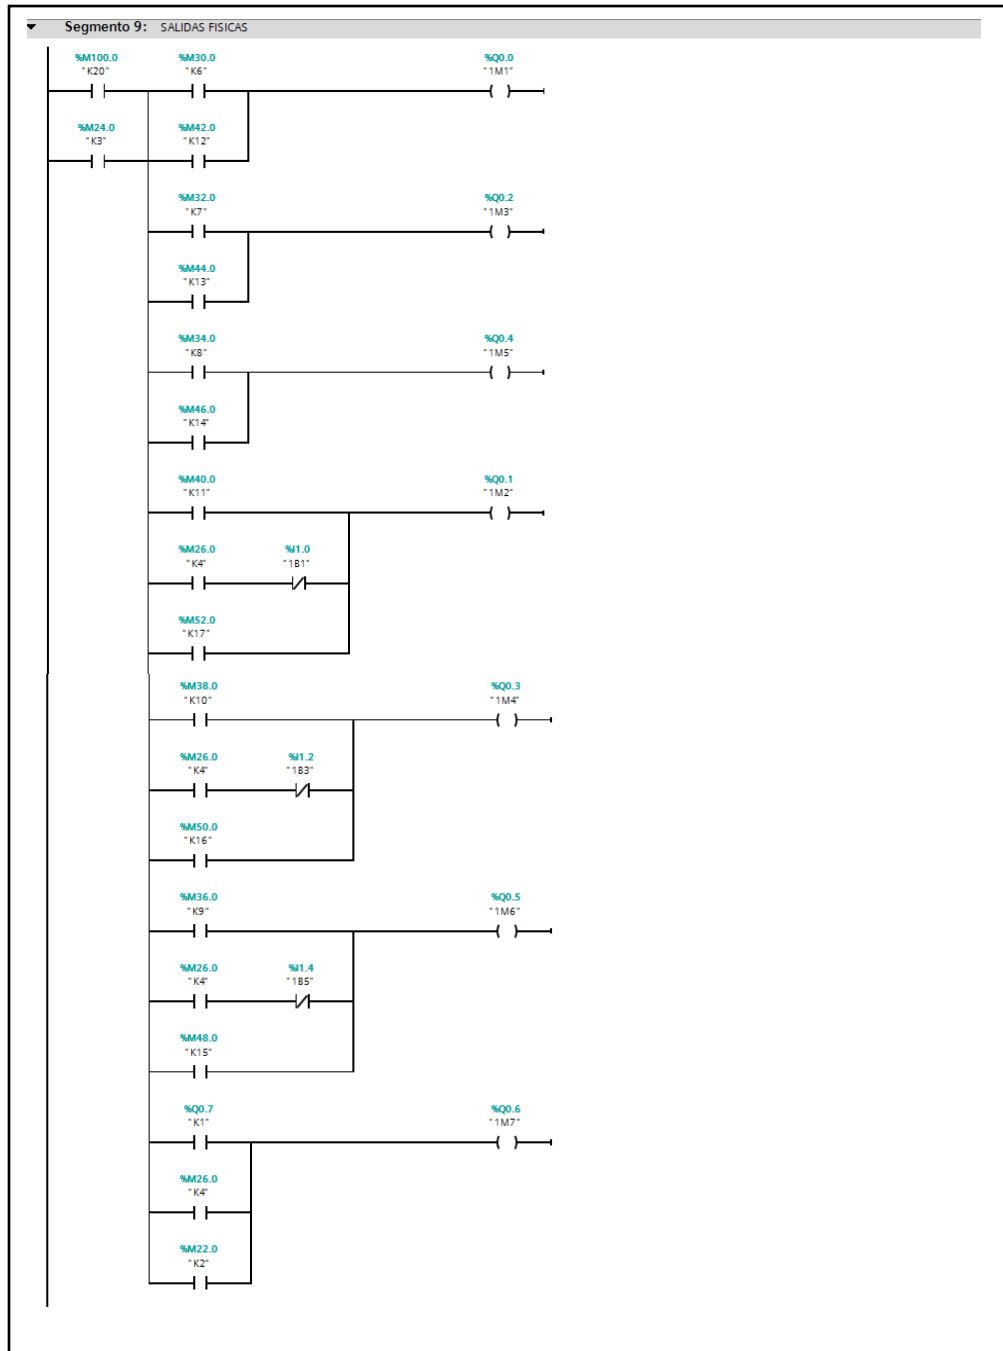 Segmento 9: SALIDAS FISICAS
%M100.0 %M30.0 %Q0.0
"K20" "K6" "1M1"
%M24.0 %M42.0
"K3" "K12"
%M32.0 %Q0.2
"K7" "1M3"
%M44.0
"K13"
%M34.0 %Q0.4
"K8" "1M5"
%M46.0
"K14"
%M40.0 %Q0.1
"K11" "1M2"
%M26.0 %I1.0
"K4" "1B1"
%M52.0
"K17"
%M38.0 %Q0.3
"K10" "1M4"
%M26.0 %I1.2
"K4" "1B3"
%M50.0
"K16"
%M36.0 %Q0.5
"K9" "1M6"
%M26.0 %I1.4
"K4" "1B5"
%M48.0
"K15"
%Q0.7 %Q0.6
"K1" "1M7"
%M26.0
"K4"
%M22.0
"K2"